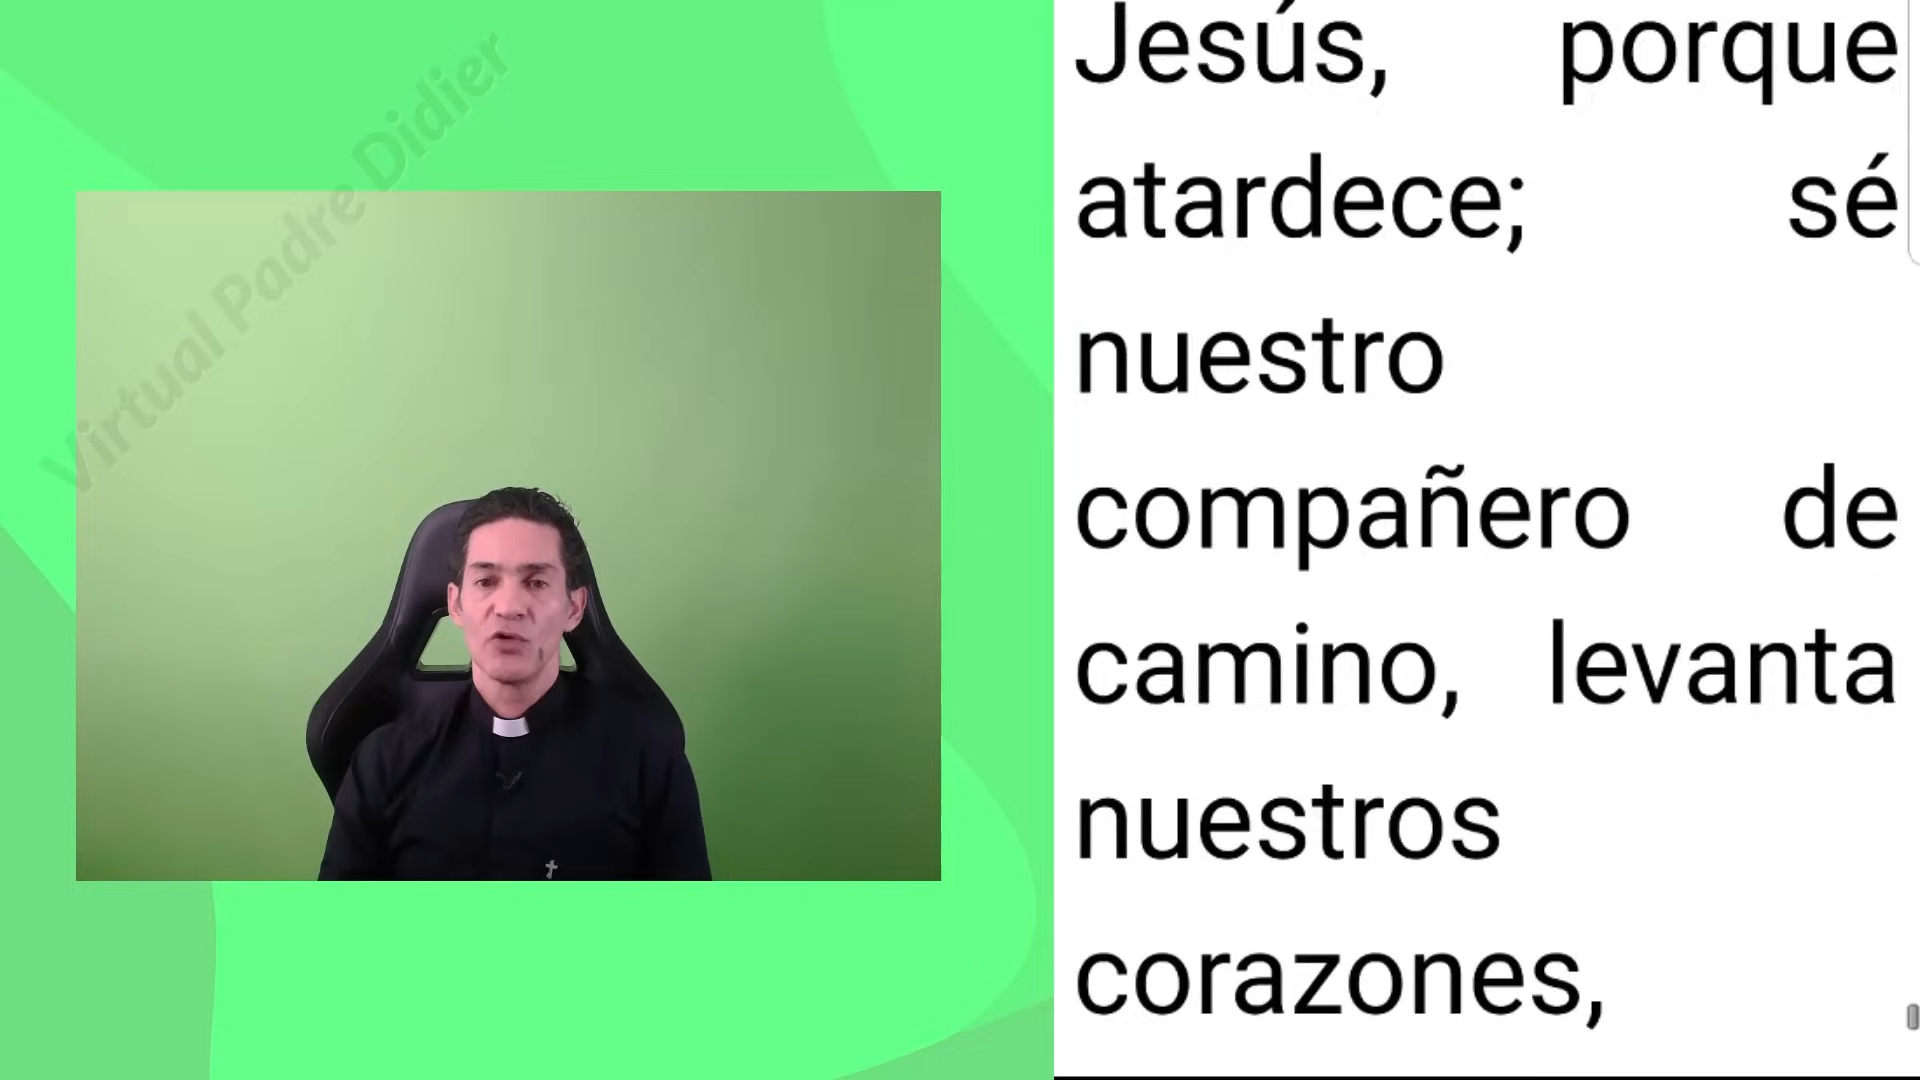 Virtual Padre Didier
Jesús, porque
atardece; sé
nuestro
compañero de
camino, levanta
nuestros
corazones,